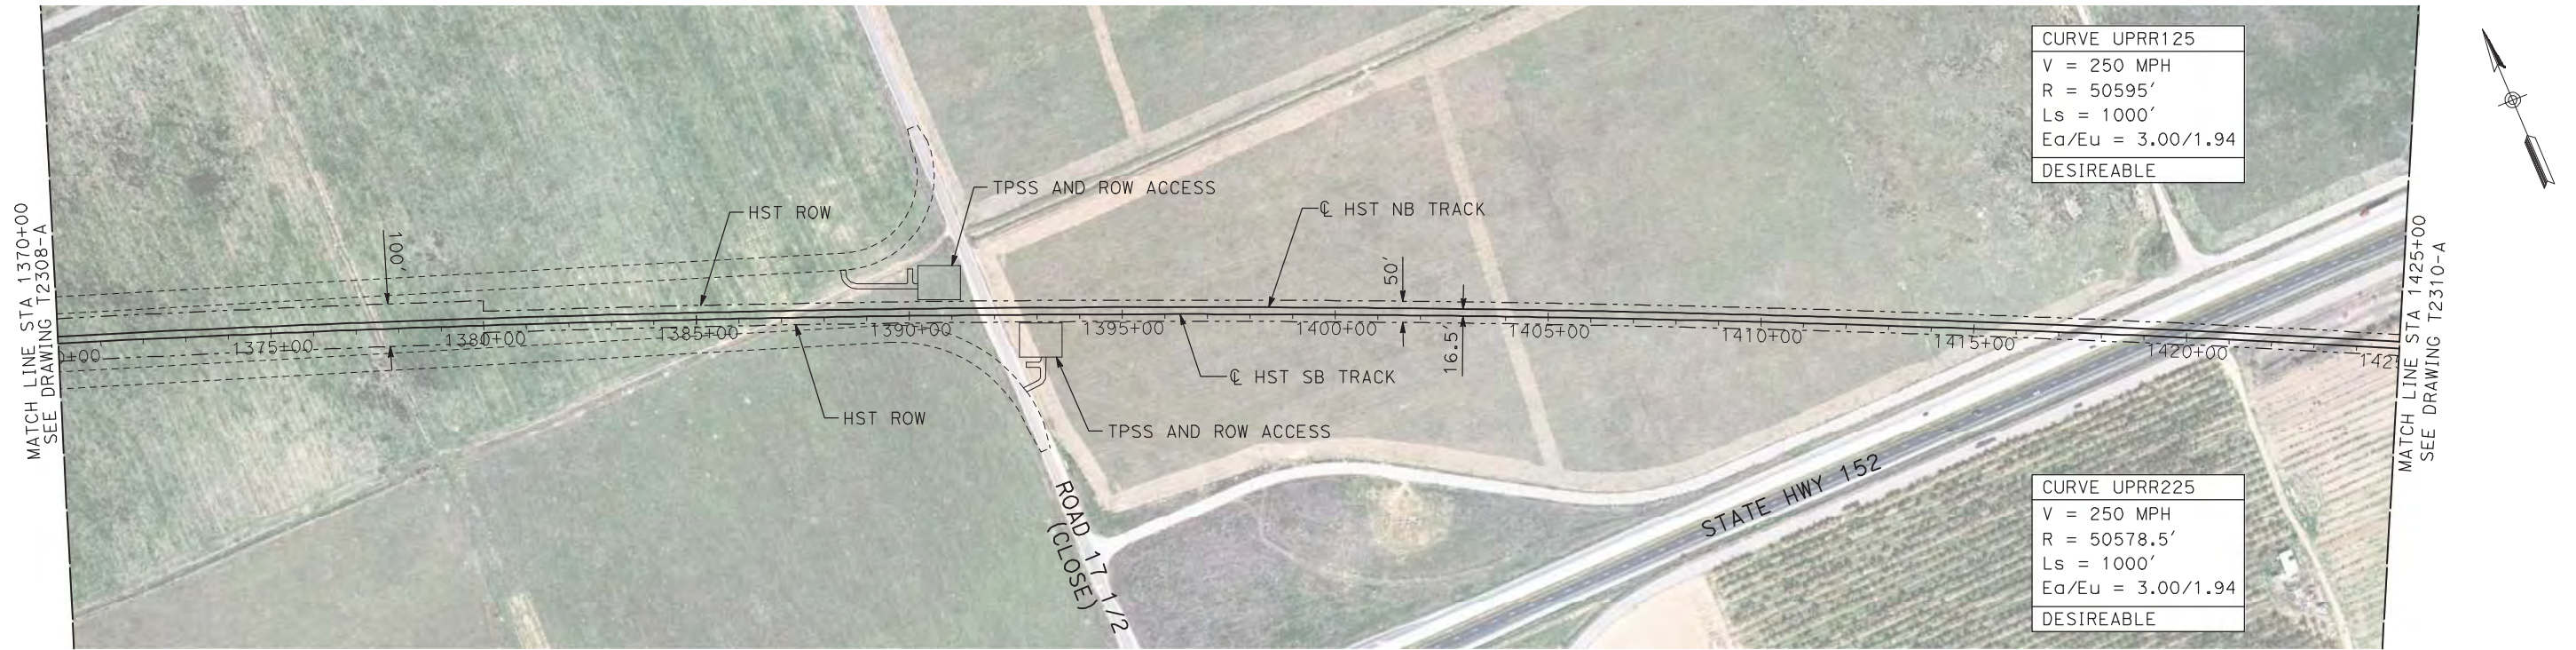 MATCH LINE STA 1370+00
SEE DRAWING T2308-A
100'
HST ROW
TPSS AND ROW ACCESS
℄ HST NB TRACK
50'
16.5'
0+00
1375+00
1380+00
1385+00
1390+00
1395+00
1400+00
1405+00
1410+00
1415+00
1420+00
142
℄ HST SB TRACK
HST ROW
TPSS AND ROW ACCESS
ROAD 17 1/2
(CLOSE)
STATE HWY 152
CURVE UPRR125
V = 250 MPH
R = 50595'
Ls = 1000'
Ea/Eu = 3.00/1.94
DESIREABLE
CURVE UPRR225
V = 250 MPH
R = 50578.5'
Ls = 1000'
Ea/Eu = 3.00/1.94
DESIREABLE
MATCH LINE STA 1425+00
SEE DRAWING T2310-A